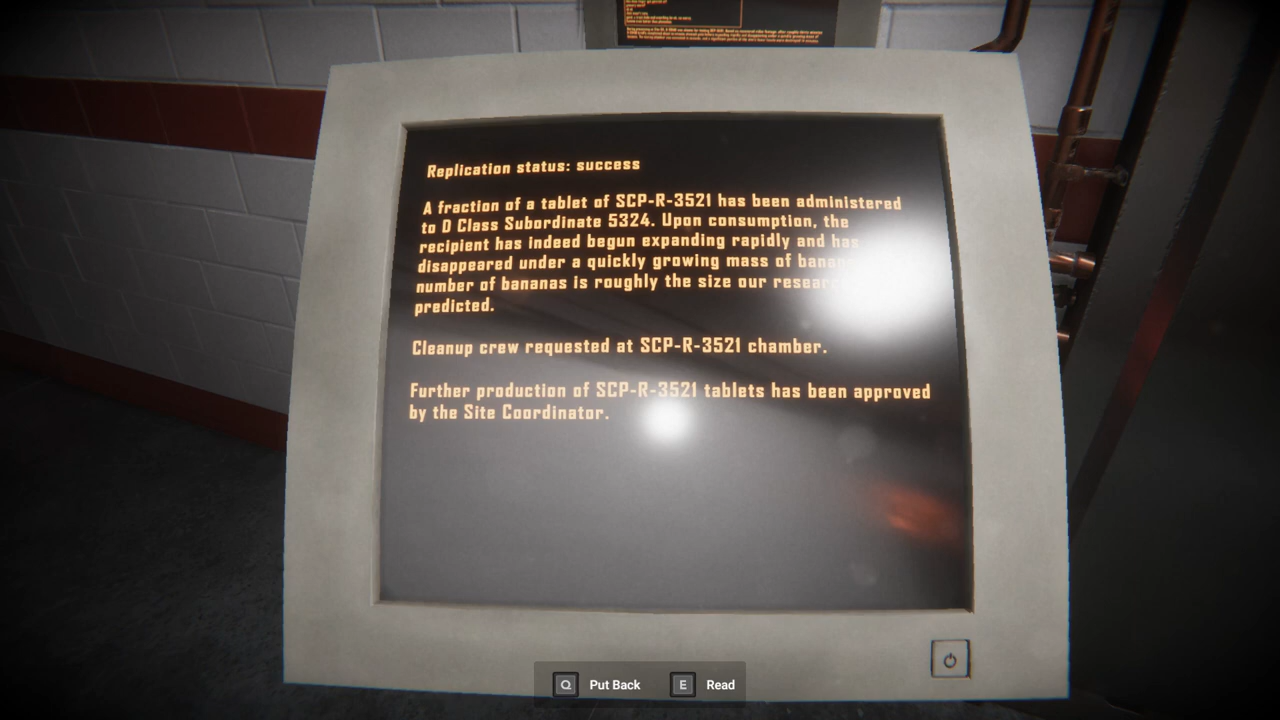 Replication status: success
A fraction of a tablet of SCP-R-3521 has been administered
to D Class Subordinate 5324. Upon consumption, the
recipient has indeed begun expanding rapidly and has
disappeared under a quickly growing mass of
number of bananas is roughly the size our
predicted.
Cleanup crew requested at SCP-R-3521 chamber.
Further production of SCP-R-3521 tablets has been approved
by the Site Coordinator.
Q Put Back E Read